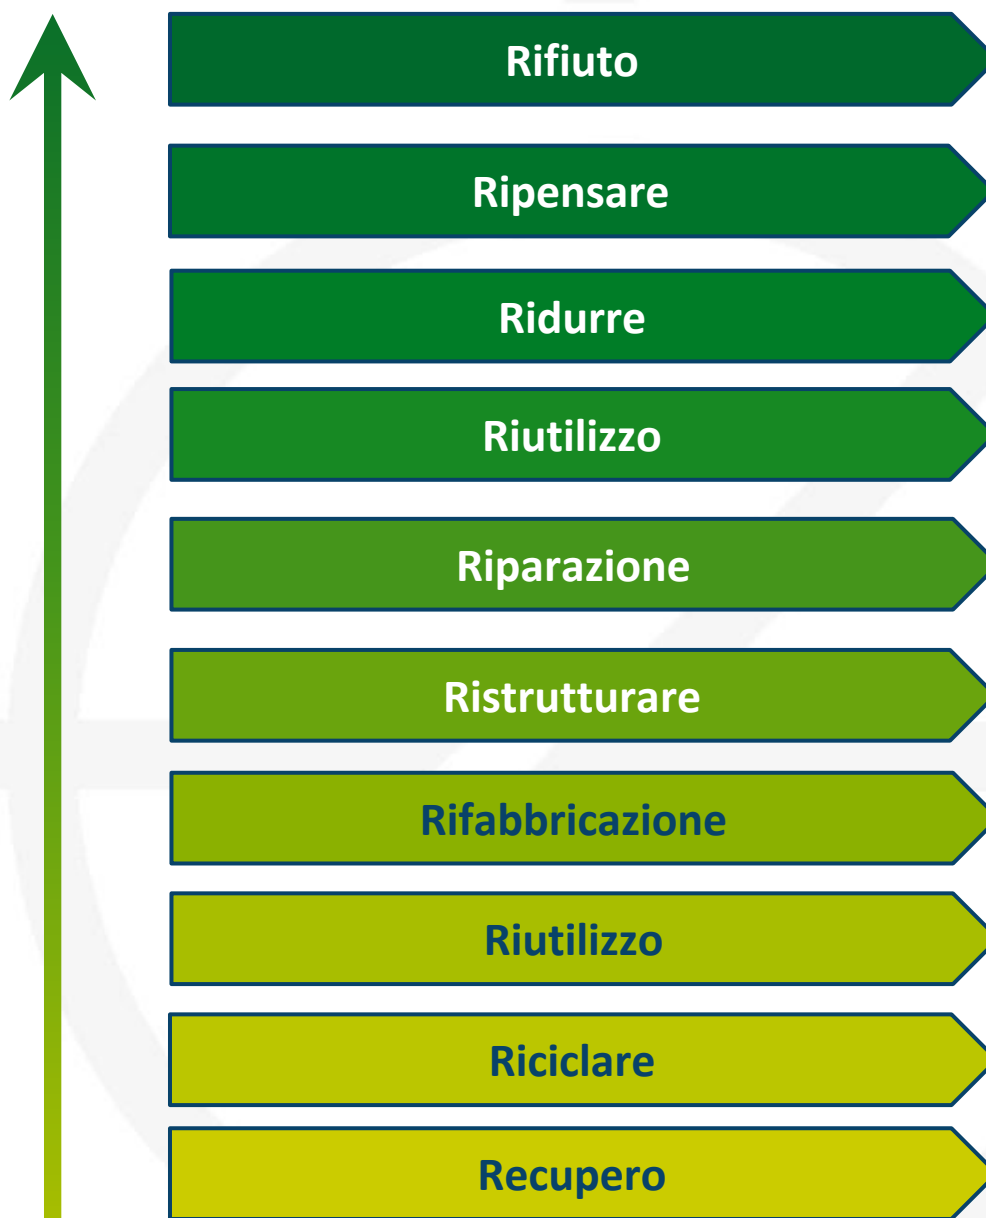 Rifiuto
Ripensare
Ridurre
Riutilizzo
Riparazione
Ristrutturare
Rifabbricazione
Riutilizzo
Riciclare
Recupero